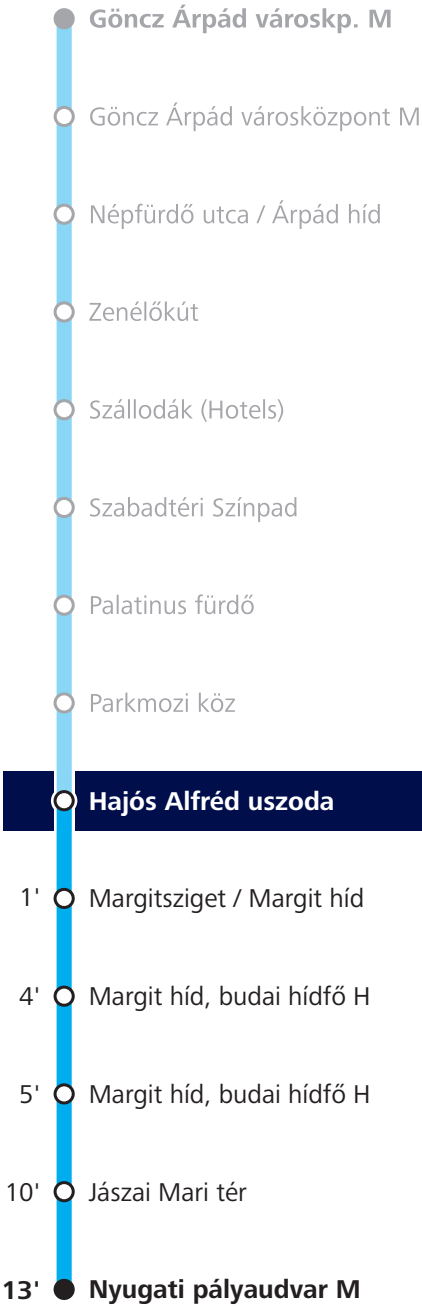 Göncz Árpád városkp. M
Göncz Árpád városközpont M
Népfürdő utca / Árpád híd
Zenélőkút
Szállodák (Hotels)
Szabadtéri Színpad
Palatinus fürdő
Parkmozi köz
Hajós Alfréd uszoda
1' Margitsziget / Margit híd
4' Margit híd, budai hídfő H
5' Margit híd, budai hídfő H
10' Jászai Mari tér
13' Nyugati pályaudvar M